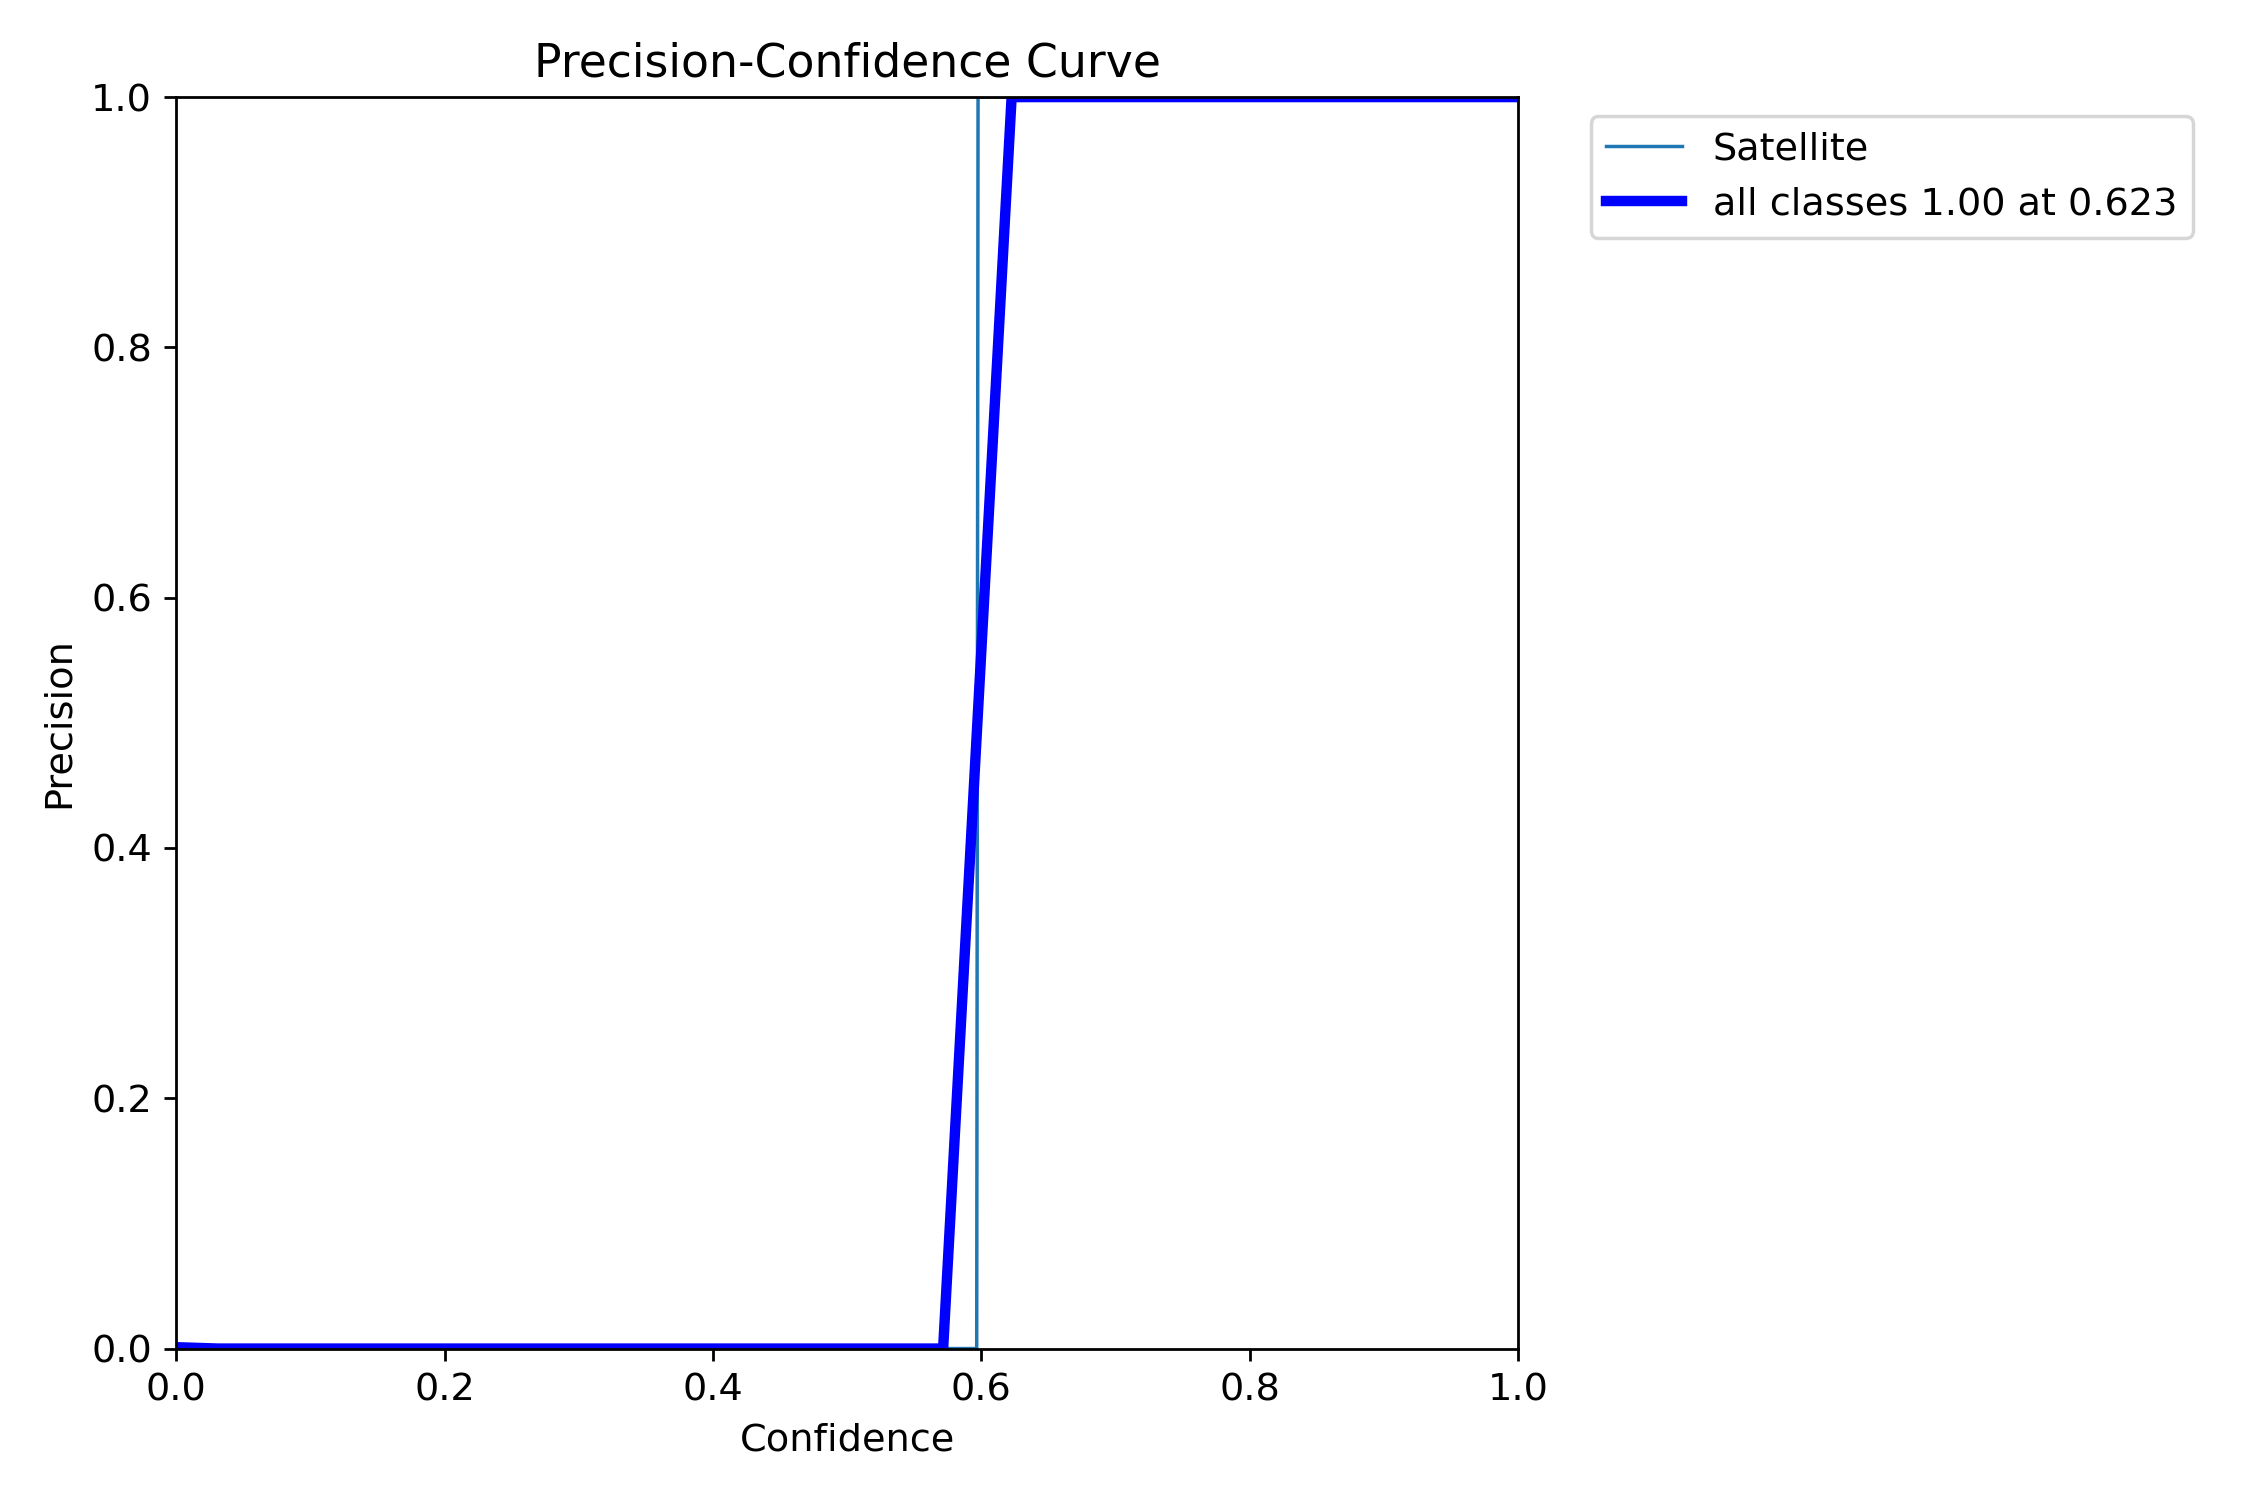 Precision-Confidence Curve
1.0
0.8
0.6
0.4
0.2
0.0
Precision
0.0 0.2 0.4 0.6 0.8 1.0
Confidence
Satellite
all classes 1.00 at 0.623